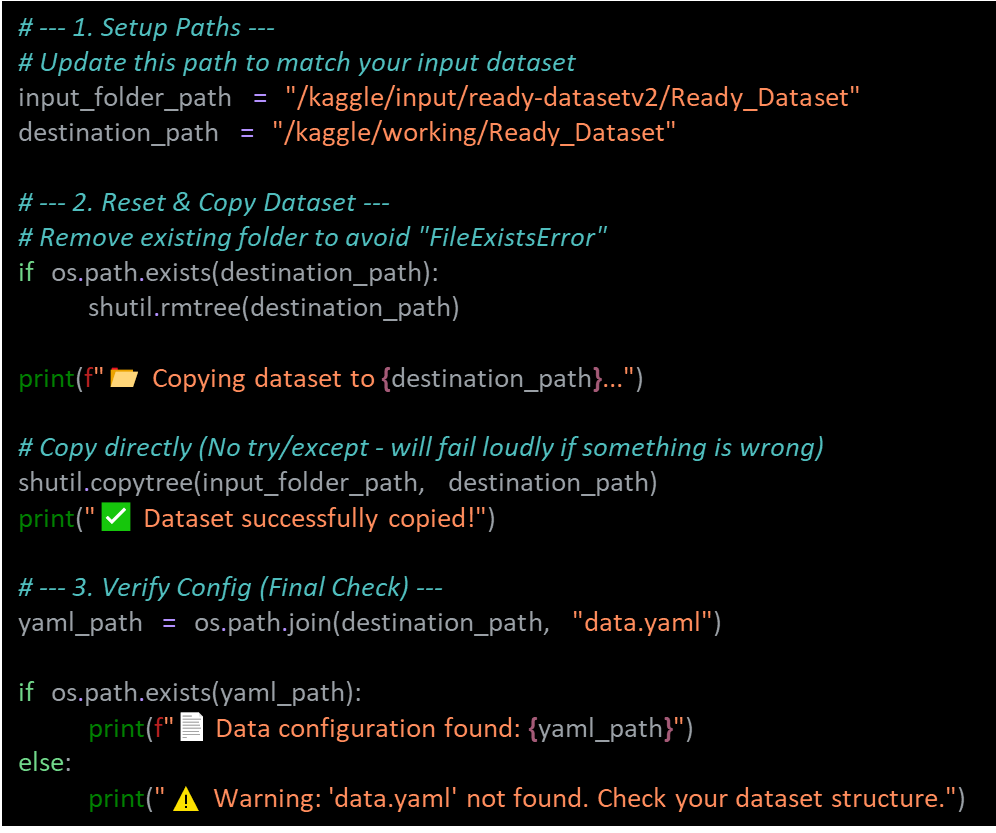 # --- 1. Setup Paths ---
# Update this path to match your input dataset
input_folder_path = "/kaggle/input/ready-datasetv2/Ready_Dataset"
destination_path = "/kaggle/working/Ready_Dataset"
# --- 2. Reset & Copy Dataset ---
# Remove existing folder to avoid "FileExistsError"
if os.path.exists(destination_path):
    shutil.rmtree(destination_path)
print(f"📂 Copying dataset to {destination_path}...")
# Copy directly (No try/except - will fail loudly if something is wrong)
shutil.copytree(input_folder_path, destination_path)
print("✅ Dataset successfully copied!")
# --- 3. Verify Config (Final Check) ---
yaml_path = os.path.join(destination_path, "data.yaml")
if os.path.exists(yaml_path):
    print(f"📄 Data configuration found: {yaml_path}")
else:
    print("⚠️ Warning: 'data.yaml' not found. Check your dataset structure.")